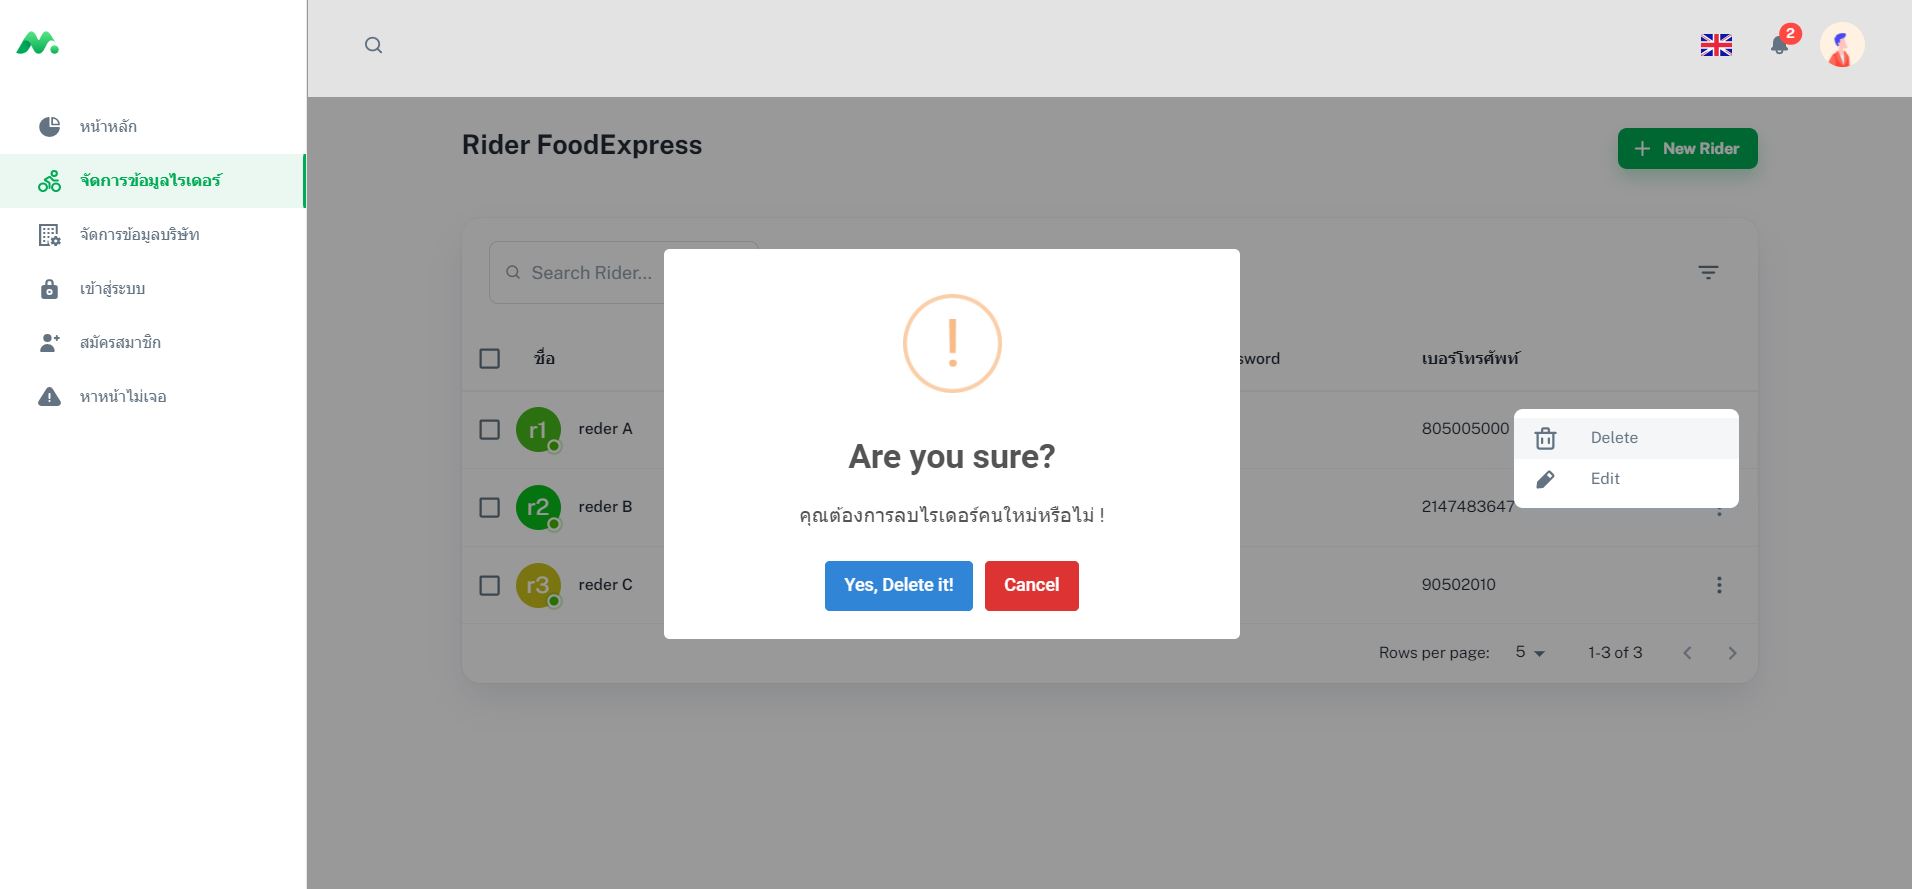 2
หน้าหลัก
จัดการข้อมูลไรเดอร์
จัดการข้อมูลบริษัท
เข้าสู่ระบบ
สมัครสมาชิก
หาหน้าไม่เจอ
Rider FoodExpress
New Rider
Search Rider...
ชื่อ
sword
เบอร์โทรศัพท์
r1 reder A
805005000
r2 reder B
2147483647
r3 reder C
90502010
Delete
Edit
!
Are you sure?
คุณต้องการลบไรเดอร์คนใหม่หรือไม่ !
Yes, Delete it! Cancel
Rows per page: 5 1-3 of 3